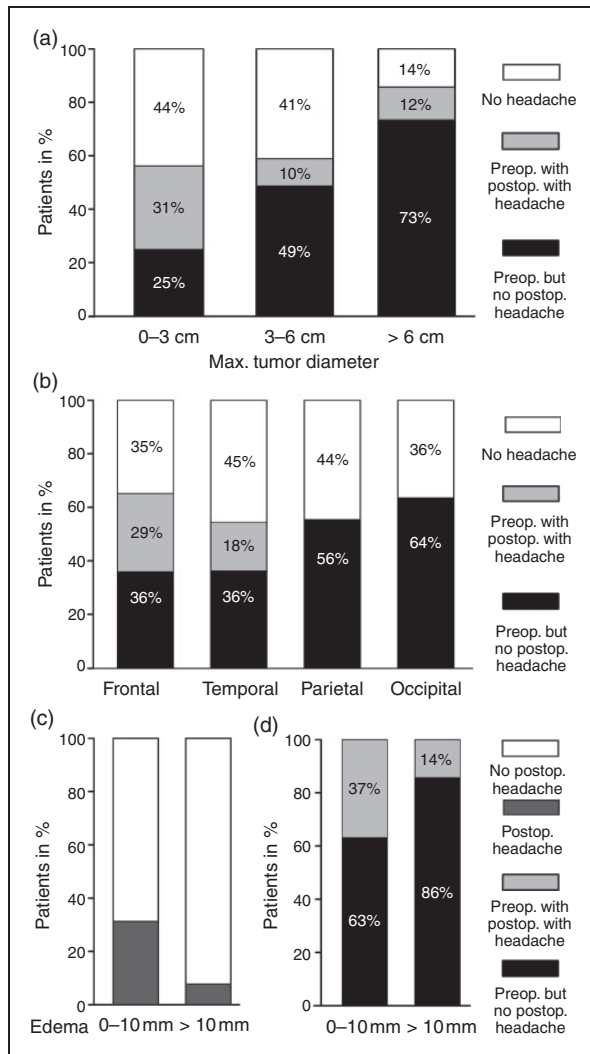 (a)
Patients in %
100
80
60
40
20
0
44%
31%
25%
41%
10%
49%
14%
12%
73%
0–3 cm 3–6 cm > 6 cm
Max. tumor diameter
No headache
Preop. with
postop. with
headache
Preop. but
no postop.
headache
(b)
Patients in %
100
80
60
40
20
0
35%
29%
36%
45%
18%
36%
44%
56%
36%
64%
Frontal Temporal Parietal Occipital
No headache
Preop. with
postop. with
headache
Preop. but
no postop.
headache
(c)
Patients in %
100
80
60
40
20
0
Edema 0–10 mm > 10 mm
(d)
Patients in %
100
80
60
40
20
0
37%
63%
14%
86%
0–10 mm > 10 mm
No postop.
headache
Postop.
headache
Preop. with
postop. with
headache
Preop. but
no postop.
headache